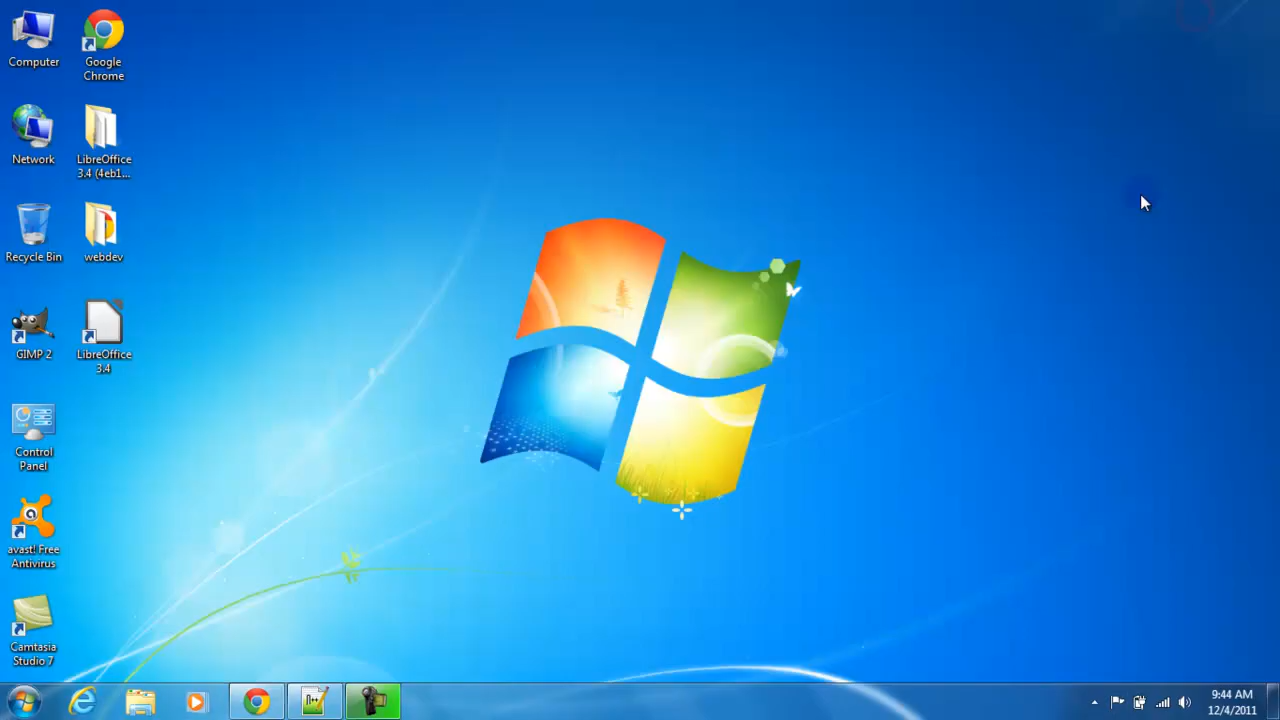 Computer
Google
Chrome
Network
LibreOffice
3.4 (4eb1...
Recycle Bin
webdev
GIMP 2
LibreOffice
3.4
Control
Panel
avast! Free
Antivirus
Camtasia
Studio 7
9:44 AM
12/4/2011